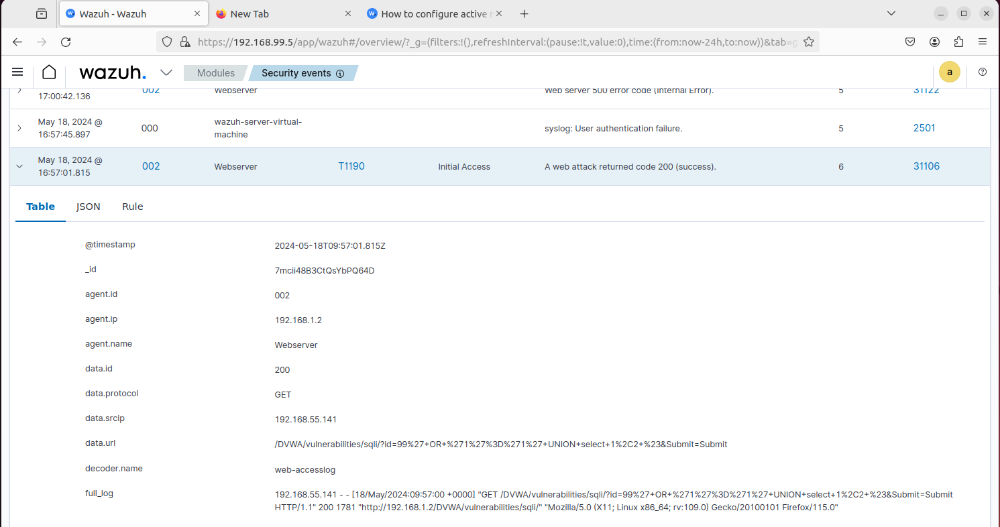 Wazuh - Wazuh
New Tab
How to configure active r
https://192.168.99.5/app/wazuh#/overview/?_g=(filters:!(),refreshInterval:(pause:!t,value:0),time:(from:now-24h,to:now))&tab=g
wazuh.
Modules
Security events
a
17:00:42.136 002 Webserver Web server 500 error code (Internal Error). 5 31122
May 18, 2024 @
16:57:45.897
000
wazuh-server-virtual-
machine
syslog: User authentication failure.
5
2501
May 18, 2024 @
16:57:01.815
002
Webserver
T1190
Initial Access
A web attack returned code 200 (success).
6
31106
Table JSON Rule
@timestamp 2024-05-18T09:57:01.815Z
_id 7mcii48B3CtQsYbPQ64D
agent.id 002
agent.ip 192.168.1.2
agent.name Webserver
data.id 200
data.protocol GET
data.srcip 192.168.55.141
data.url /DVWA/vulnerabilities/sqli/?id=99%27+OR+%271%27%3D%271%27+UNION+select+1%2C2+%23&Submit=Submit
decoder.name web-accesslog
full_log 192.168.55.141 - - [18/May/2024:09:57:00 +0000] "GET /DVWA/vulnerabilities/sqli/?id=99%27+OR+%271%27%3D%271%27+UNION+select+1%2C2+%23&Submit=Submit
HTTP/1.1" 200 1781 "http://192.168.1.2/DVWA/vulnerabilities/sqli/" "Mozilla/5.0 (X11; Linux x86_64; rv:109.0) Gecko/20100101 Firefox/115.0"